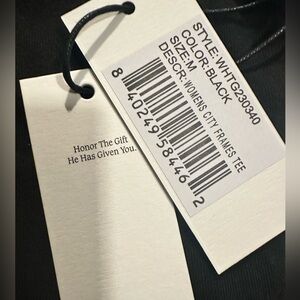 STYLE:WHTG230340
COLOR:BLACK
SIZE:M
DESCR:WOMENS CITY FRAMES TEE
8 40249 58446 2
Honor The Gift
He Has Given You.